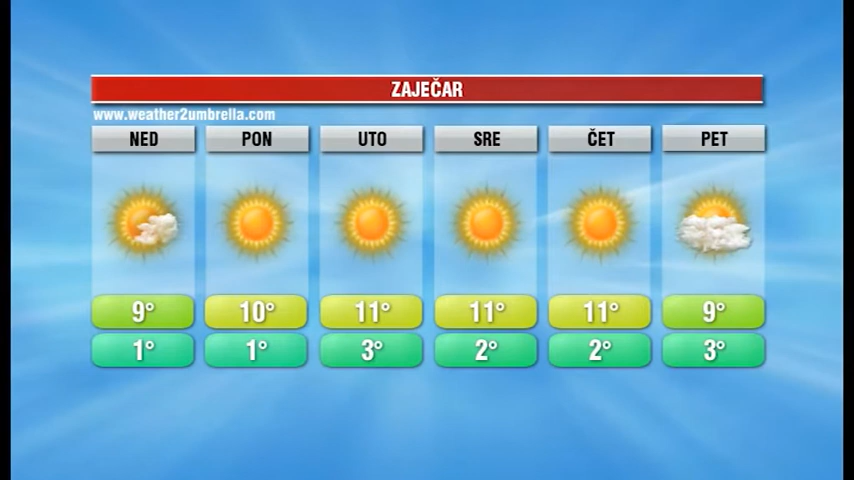 ZAJEČAR
www.weather2umbrella.com
NED PON UTO SRE ČET PET
9° 10° 11° 11° 11° 9°
1° 1° 3° 2° 2° 3°